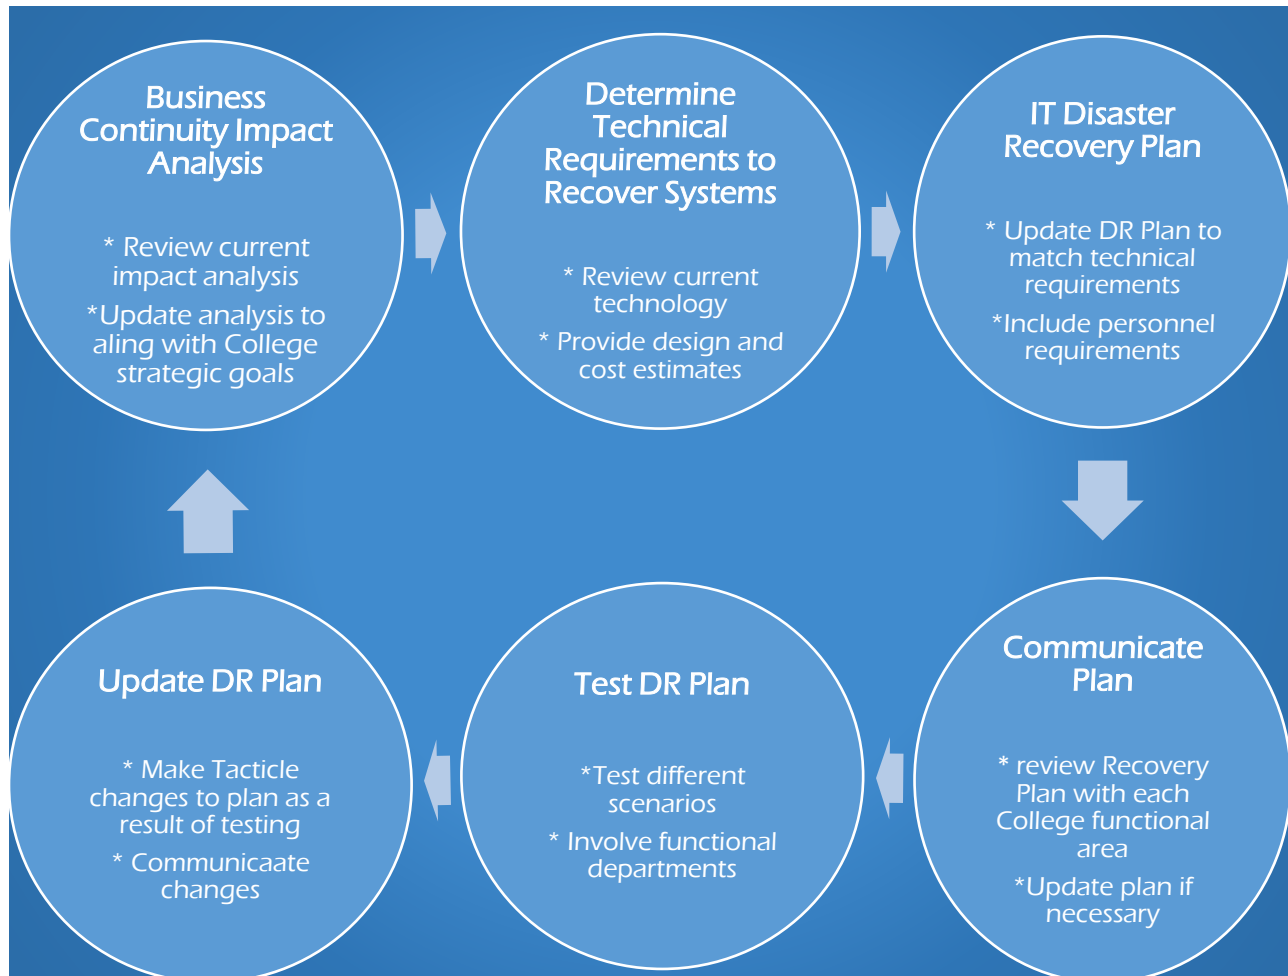 Business
Continuity Impact
Analysis
* Review current
impact analysis
*Update analysis to
aling with College
strategic goals
Determine
Technical
Requirements to
Recover Systems
* Review current
technology
* Provide design and
cost estimates
IT Disaster
Recovery Plan
* Update DR Plan to
match technical
requirements
*Include personnel
requirements
Communicate
Plan
* review Recovery
Plan with each
College functional
area
*Update plan if
necessary
Test DR Plan
*Test different
scenarios
* Involve functional
departments
Update DR Plan
* Make Tacticle
changes to plan as a
result of testing
* Communicaate
changes